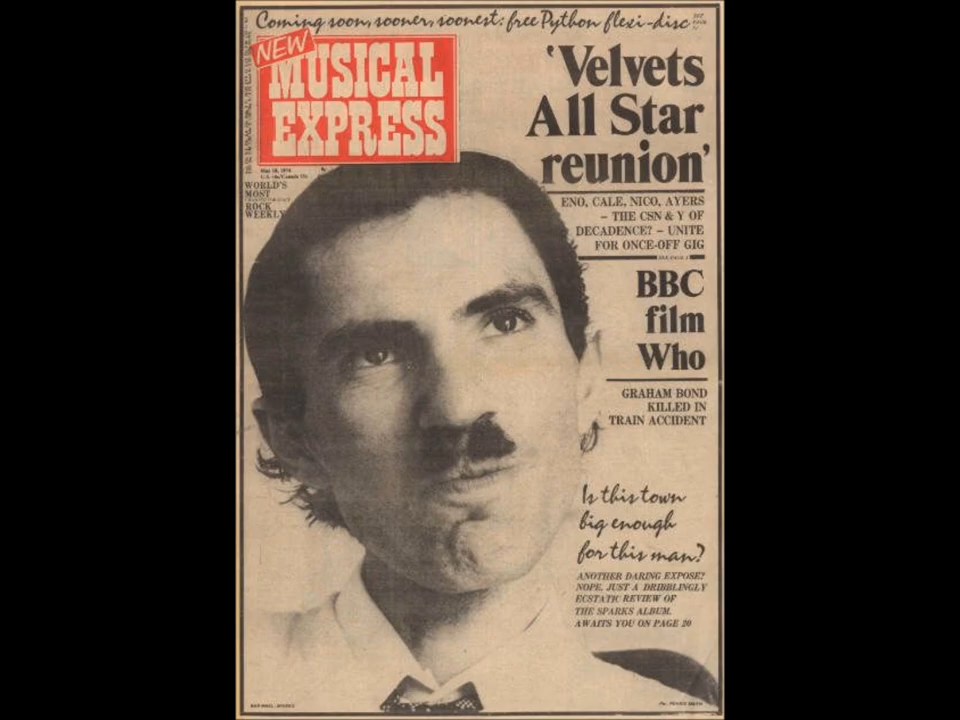 Coming soon, sooner, soonest: free Python flexi-disc
NEW
MUSICAL
EXPRESS
May 18, 1974
WORLD'S
MOST
ROCK
WEEKLY
'Velvets
All Star
reunion'
ENO, CALE, NICO, AYERS
– THE CSN & Y OF
DECADENCE? – UNITE
FOR ONCE-OFF GIG
BBC
film
Who
GRAHAM BOND
KILLED IN
TRAIN ACCIDENT
Is this town
big enough
for this man?
ANOTHER DARING EXPOSE?
NOPE. JUST A DRIBBLINGLY
ECSTATIC REVIEW OF
THE SPARKS ALBUM.
AWAITS YOU ON PAGE 20